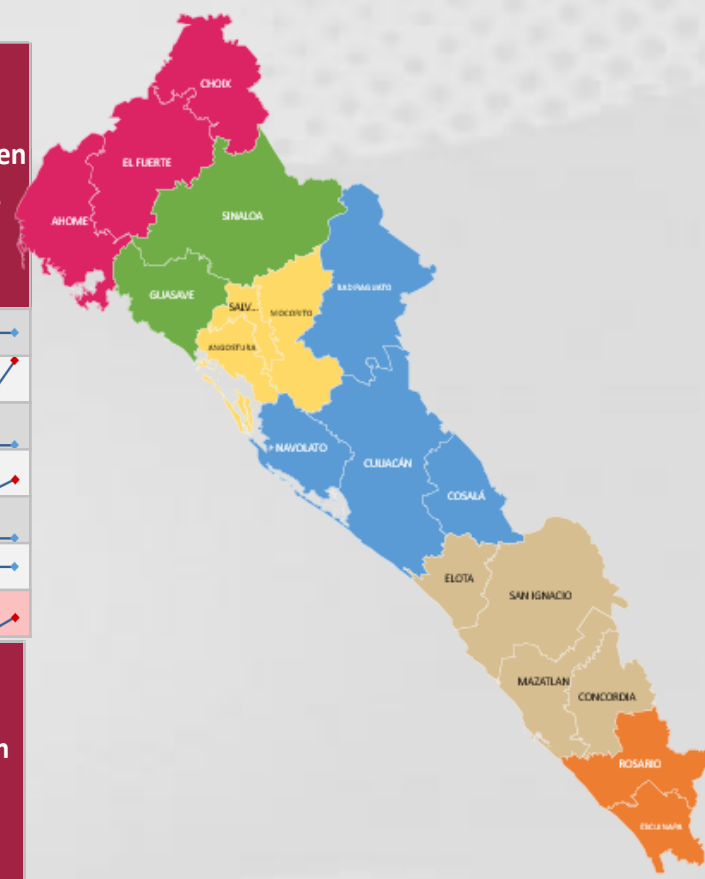 CHOIX
en
EL FUERTE
AHOME
SINALOA
BADIRAGUATO
GUASAVE
SALV...
MOCORITO
ANGOSTURA
NAVOLATO
CULIACÁN
COSALÁ
ELOTA
SAN IGNACIO
MAZATLAN
CONCORDIA
n
ROSARIO
ESCUINAPA